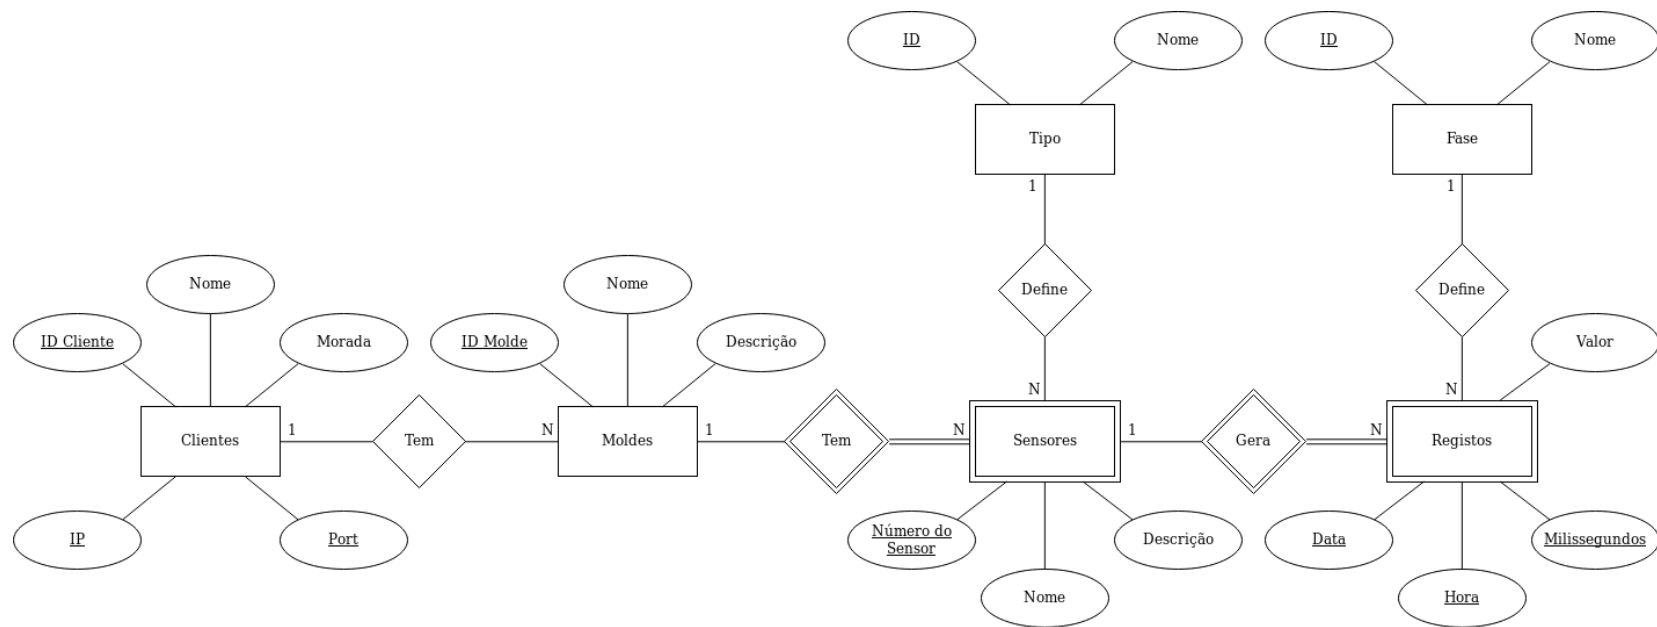 ID
Nome
ID
Nome
Tipo
Fase
1
1
Define
Define
Nome
Nome
ID Cliente
Morada
ID Molde
Descrição
Valor
N
N
Clientes
1
Tem
N
Moldes
1
Tem
N
Sensores
1
Gera
N
Registos
IP
Port
Número do
Sensor
Descrição
Data
Milissegundos
Nome
Hora